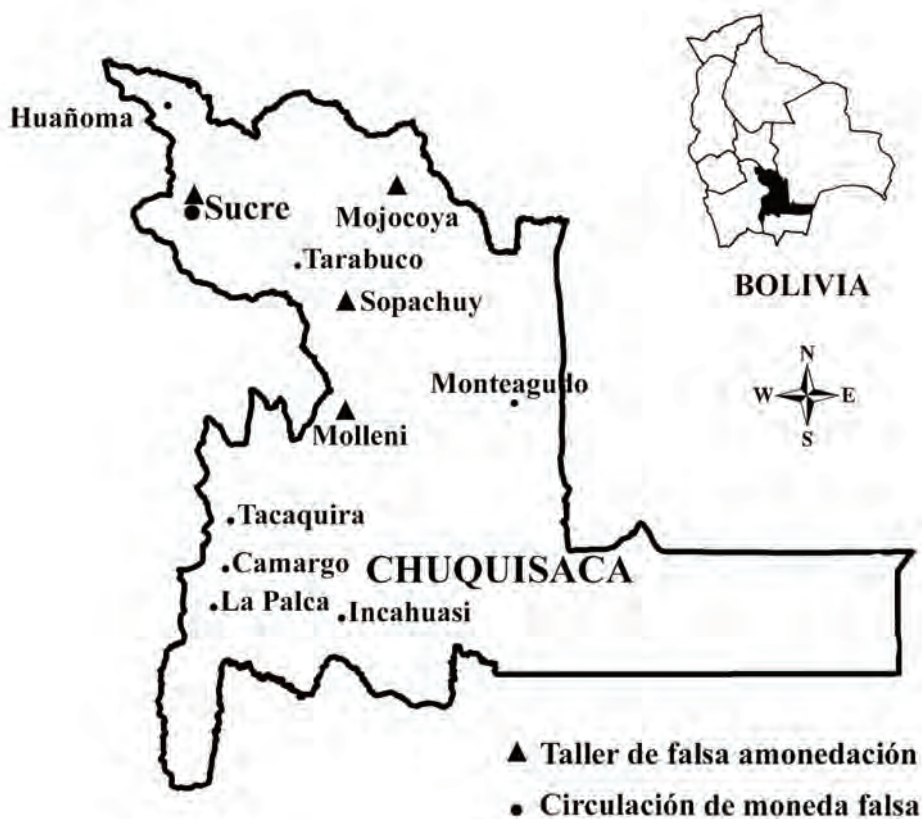 Huañoma
Sucre
Mojocoya
Tarabuco
Sopachuy
BOLIVIA
N
W E
S
Monteagudo
Molleni
Tacaquira
Camargo
CHUQUISACA
La Palca
Incahuasi
Taller de falsa amonedación
Circulación de moneda falsa